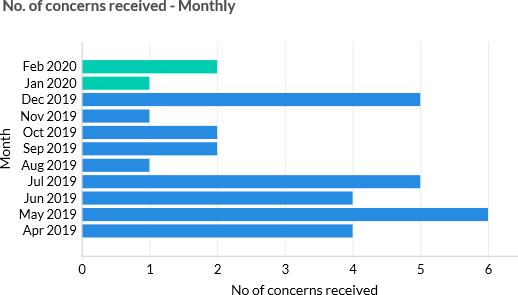 No. of concerns received - Monthly
Feb 2020
Jan 2020
Dec 2019
Nov 2019
Oct 2019
Sep 2019
Aug 2019
Jul 2019
Jun 2019
May 2019
Apr 2019
Month
0 1 2 3 4 5 6
No of concerns received